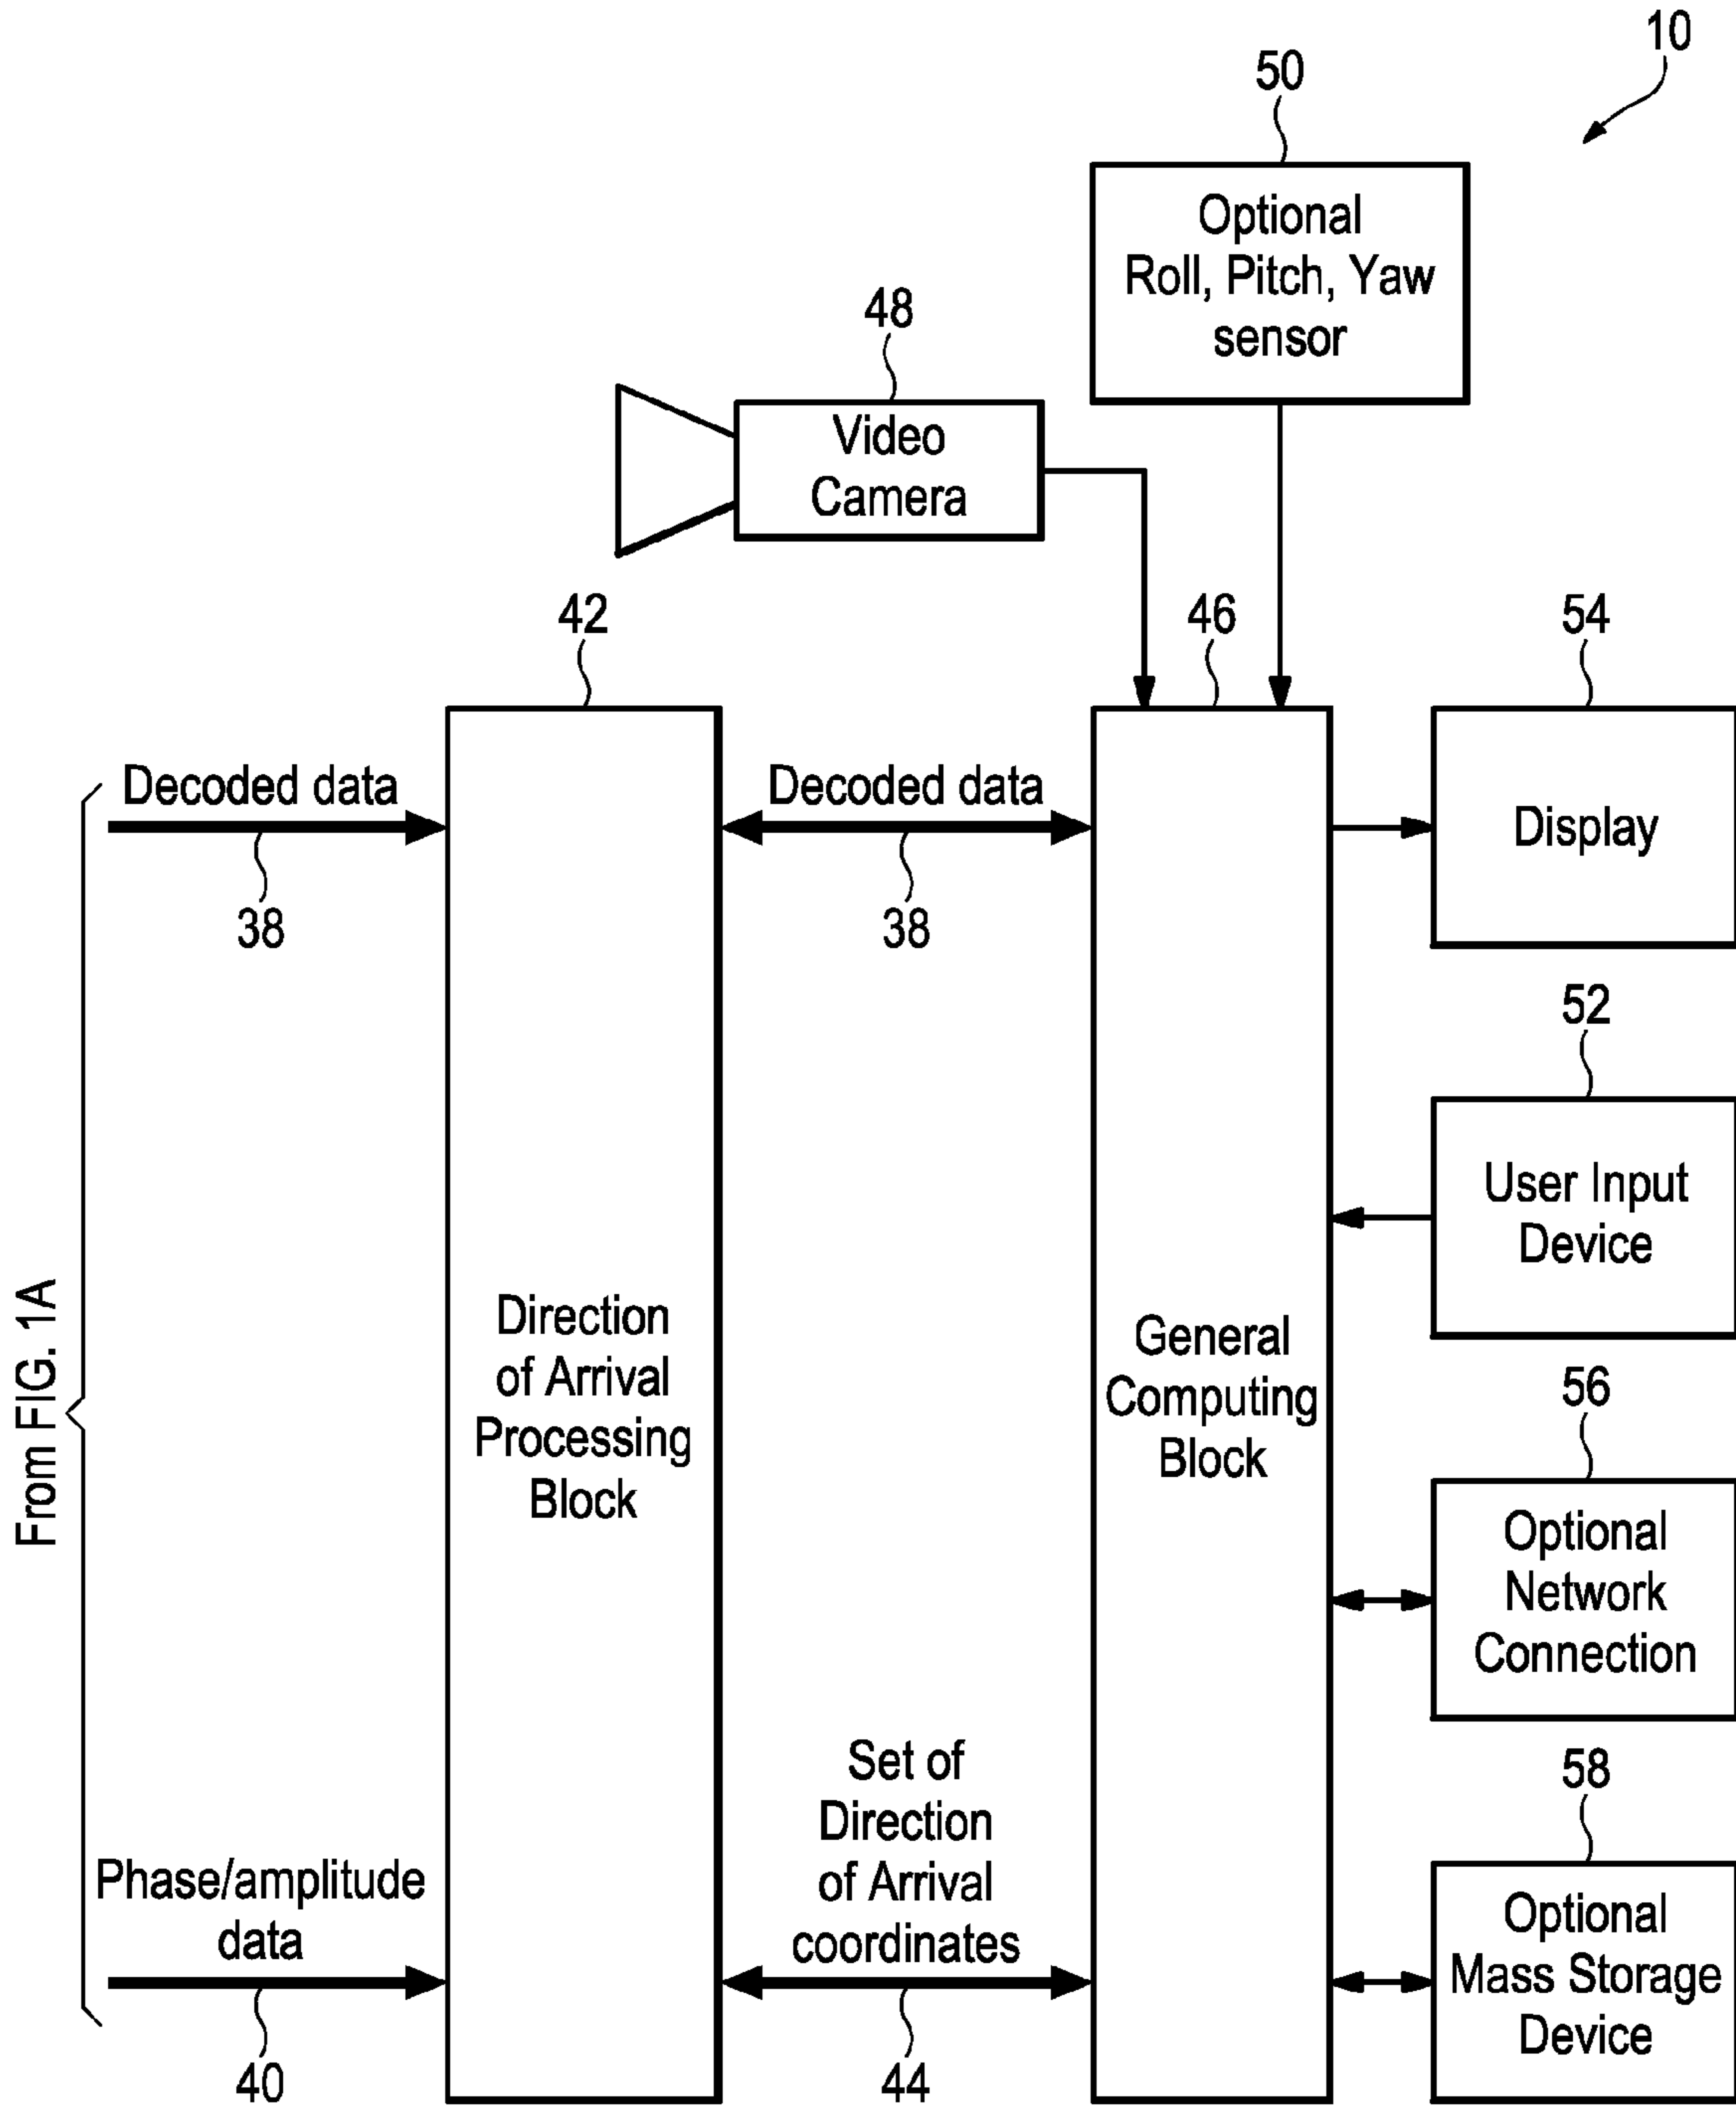 10
50
Optional
Roll, Pitch, Yaw
sensor
48
Video
Camera
42
46
54
Decoded data
38
Decoded data
38
Display
52
User Input
Device
From FIG. 1A
Direction
of Arrival
Processing
Block
General
Computing
Block
56
Optional
Network
Connection
Phase/amplitude
data
40
Set of
Direction
of Arrival
coordinates
44
58
Optional
Mass Storage
Device